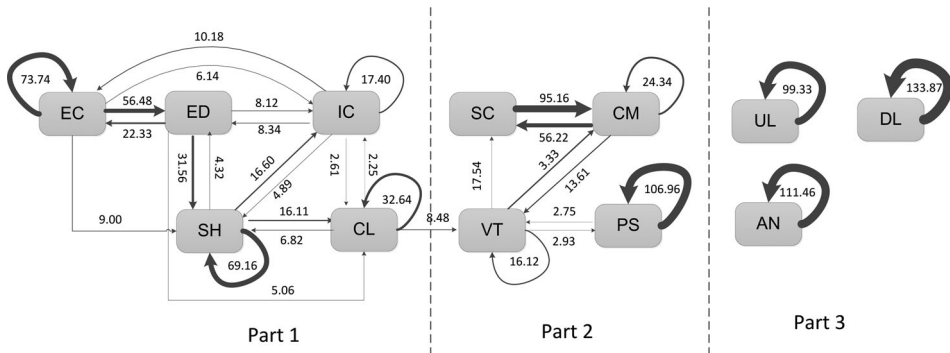 10.18
6.14
73.74
17.40
24.34
99.33
133.87
EC
56.48
ED
8.12
IC
SC
95.16
CM
UL
DL
22.33
8.34
56.22
31.56
4.32
16.60
4.89
2.61
2.25
17.54
3.33
13.61
106.96
111.46
32.64
9.00
SH
16.11
CL
8.48
VT
2.75
PS
AN
6.82
2.93
69.16
16.12
5.06
Part 1
Part 2
Part 3